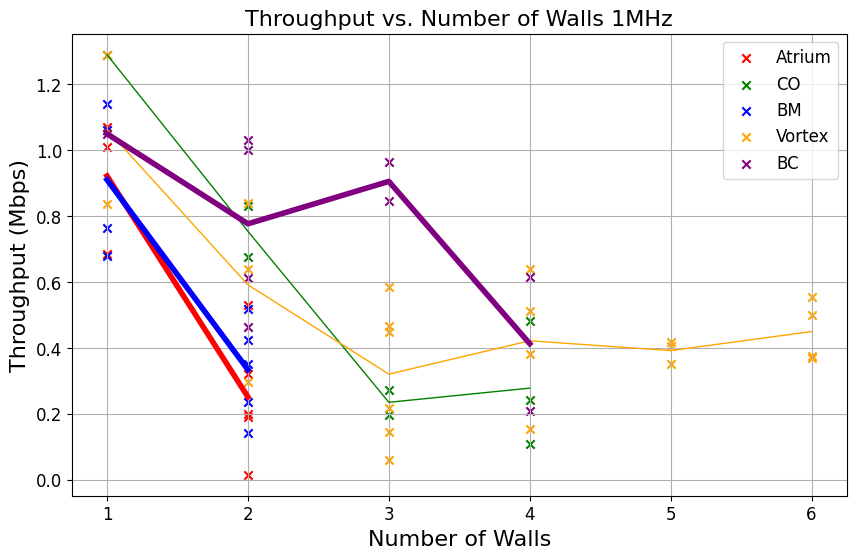 Throughput vs. Number of Walls 1MHz
Throughput (Mbps)
1.2
1.0
0.8
0.6
0.4
0.2
0.0
1 2 3 4 5 6
Number of Walls
Atrium
CO
BM
Vortex
BC